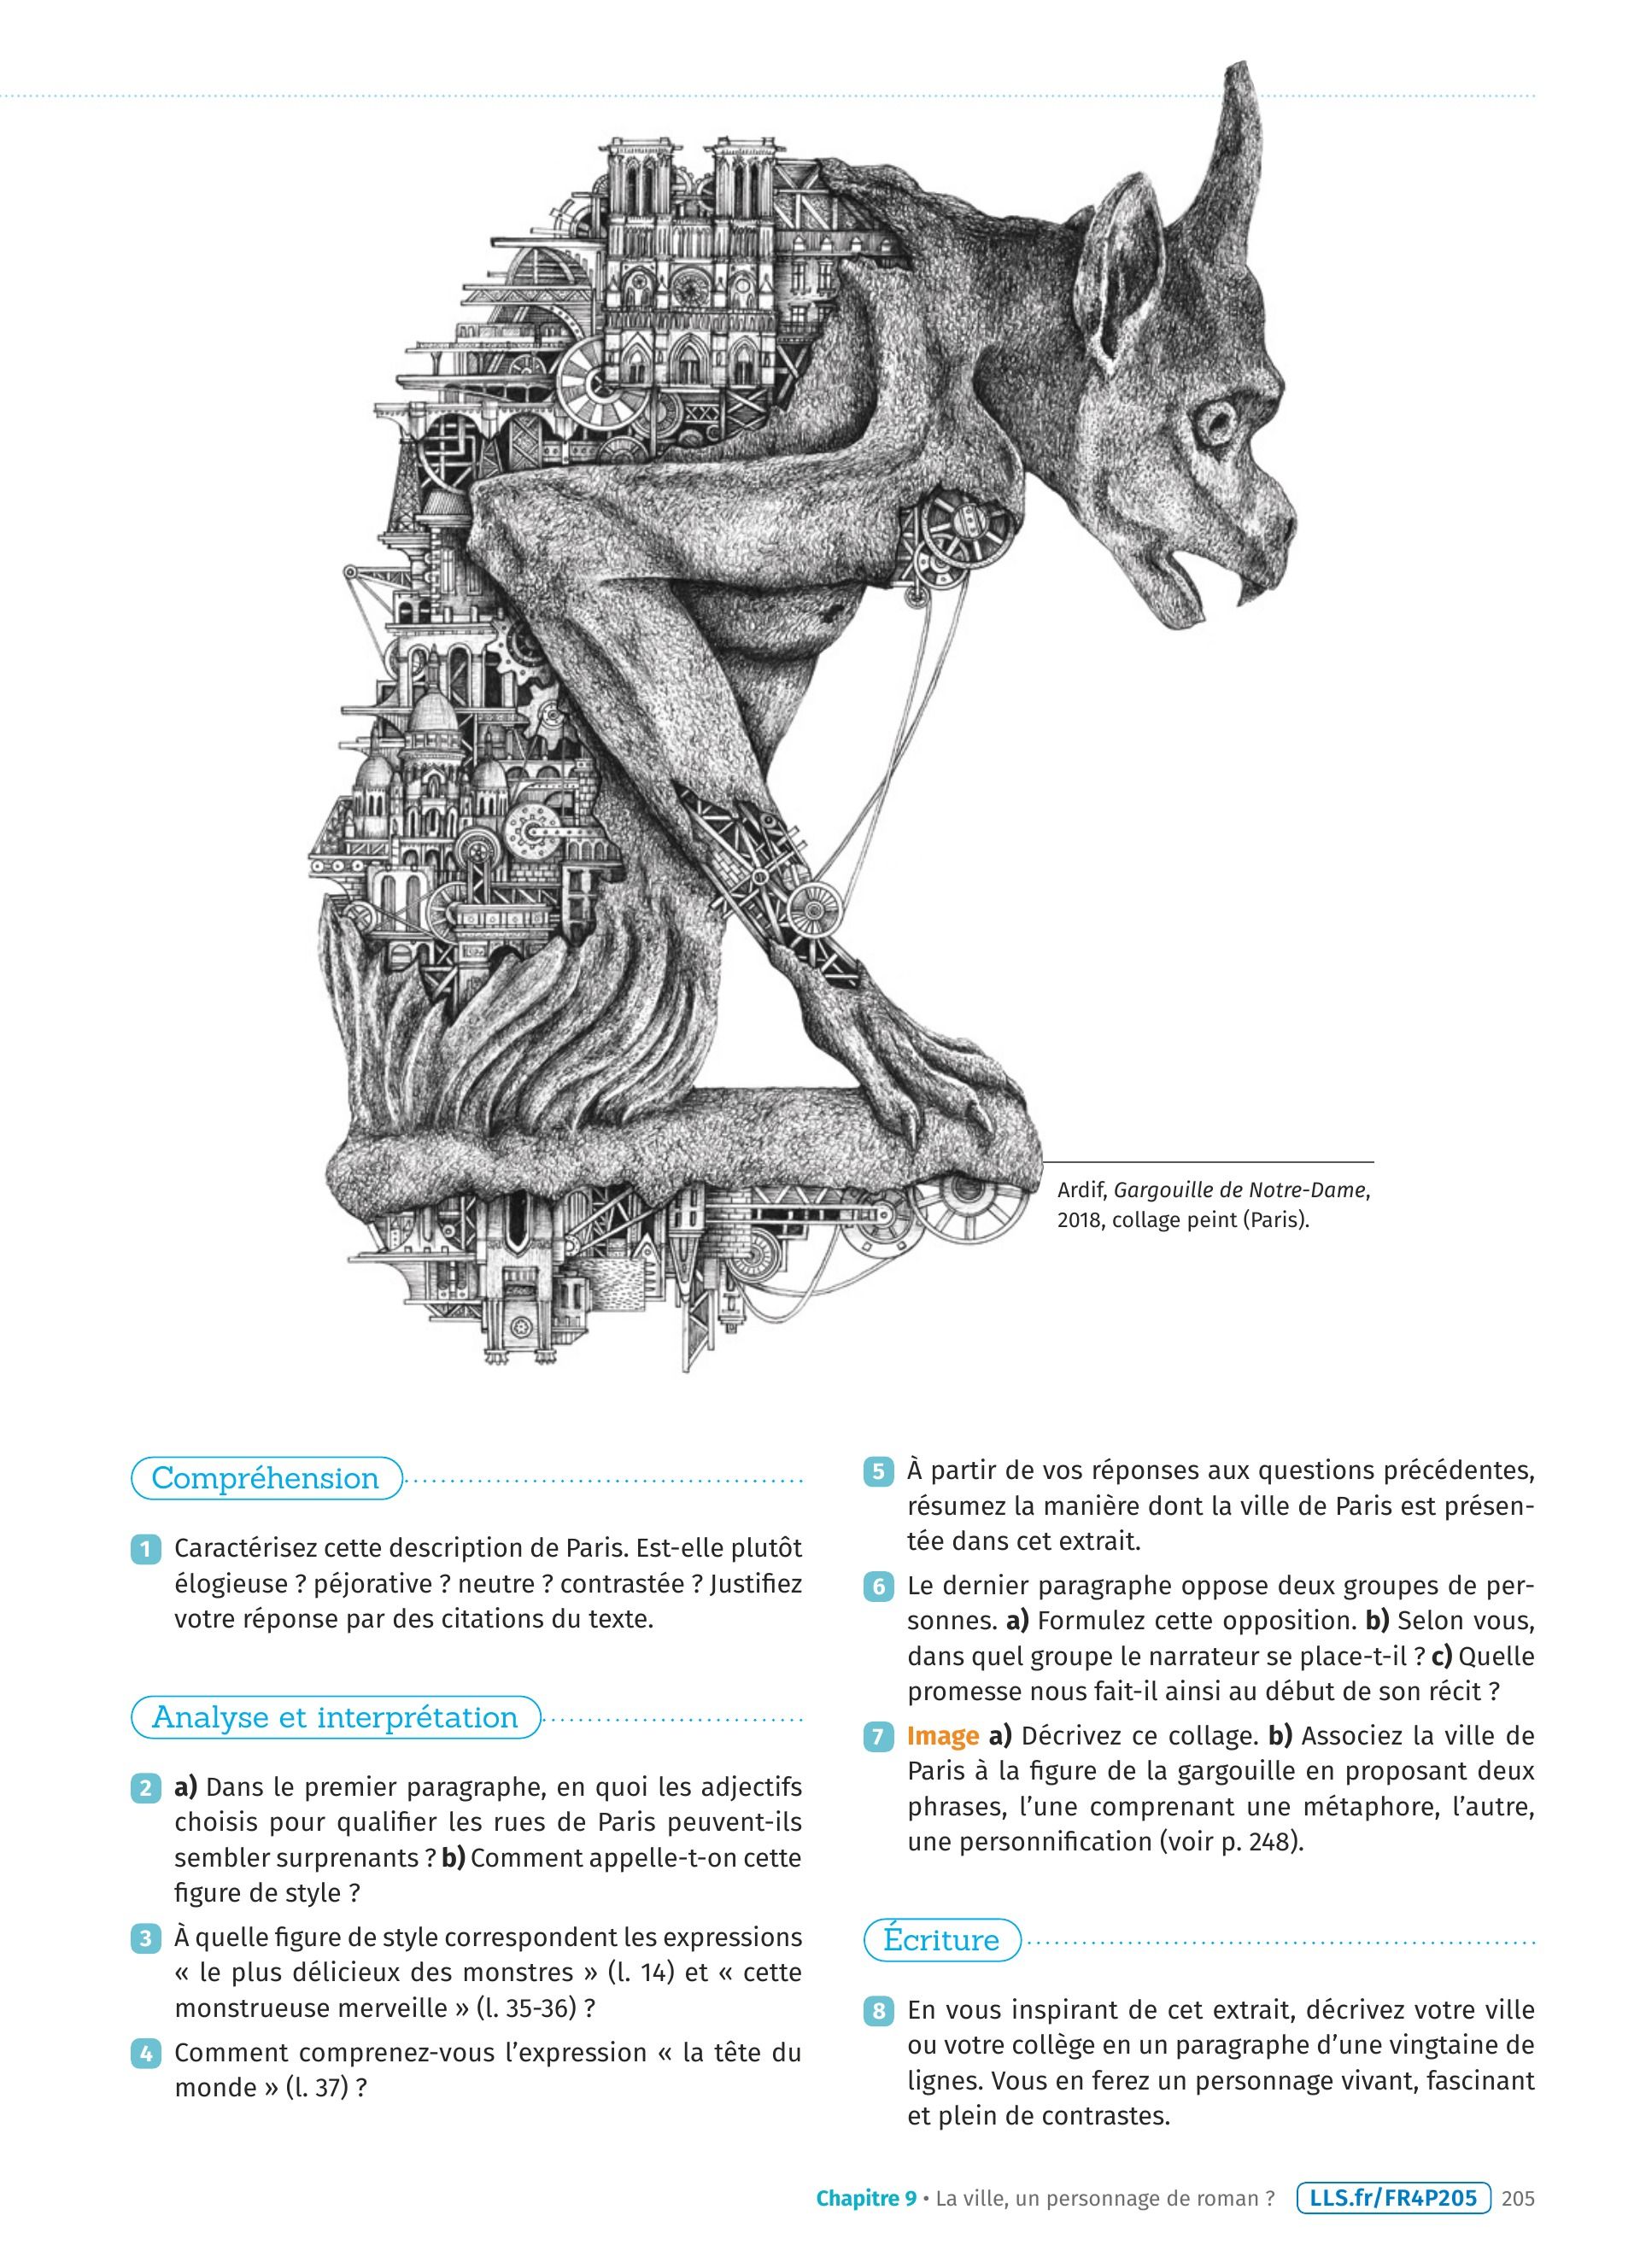 Ardif, Gargouille de Notre-Dame,
2018, collage peint (Paris).
Compréhension
1 Caractérisez cette description de Paris. Est-elle plutôt
élogieuse ? péjorative ? neutre ? contrastée ? Justifiez
votre réponse par des citations du texte.
Analyse et interprétation
2 a) Dans le premier paragraphe, en quoi les adjectifs
choisis pour qualifier les rues de Paris peuvent-ils
sembler surprenants ? b) Comment appelle-t-on cette
figure de style ?
3 À quelle figure de style correspondent les expressions
« le plus délicieux des monstres » (l. 14) et « cette
monstrueuse merveille » (l. 35-36) ?
4 Comment comprenez-vous l'expression « la tête du
monde » (l. 37) ?
5 À partir de vos réponses aux questions précédentes,
résumez la manière dont la ville de Paris est présen-
tée dans cet extrait.
6 Le dernier paragraphe oppose deux groupes de per-
sonnes. a) Formulez cette opposition. b) Selon vous,
dans quel groupe le narrateur se place-t-il ? c) Quelle
promesse nous fait-il ainsi au début de son récit ?
7 Image a) Décrivez ce collage. b) Associez la ville de
Paris à la figure de la gargouille en proposant deux
phrases, l'une comprenant une métaphore, l'autre,
une personnification (voir p. 248).
Écriture
8 En vous inspirant de cet extrait, décrivez votre ville
ou votre collège en un paragraphe d'une vingtaine de
lignes. Vous en ferez un personnage vivant, fascinant
et plein de contrastes.
Chapitre 9 • La ville, un personnage de roman ? LLS.fr/FR4P205 205